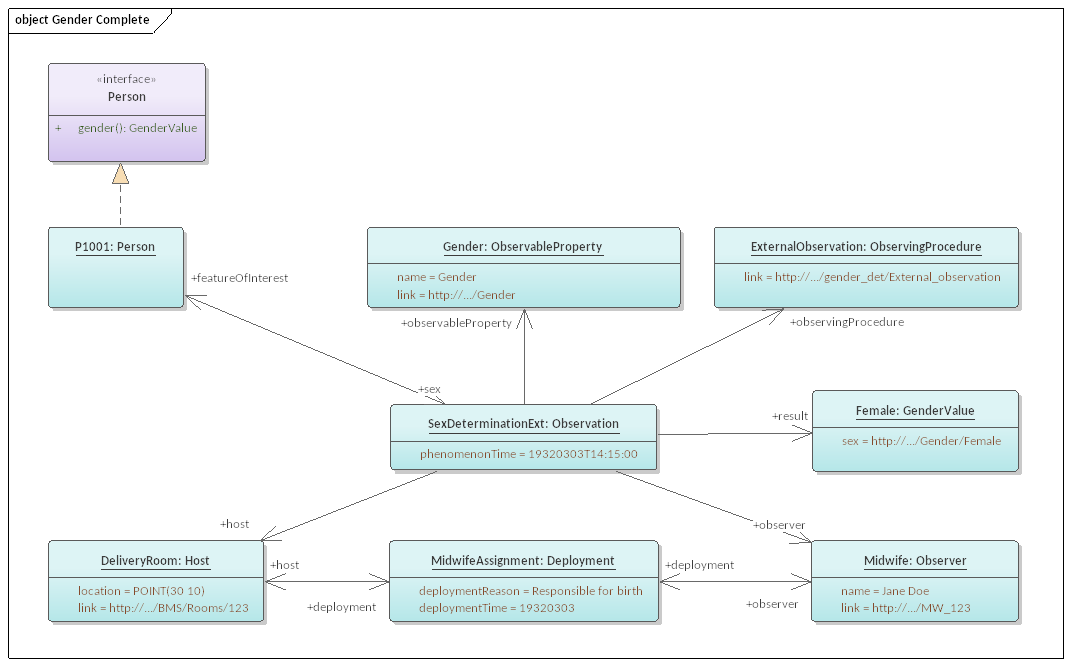 object Gender Complete
«interface»
Person
+ gender(): GenderValue
P1001: Person
Gender: ObservableProperty
name = Gender
link = http://.../Gender
ExternalObservation: ObservingProcedure
link = http://.../gender_det/External_observation
+featureOfInterest
+observableProperty
+observingProcedure
+sex
SexDeterminationExt: Observation
phenomenonTime = 19320303T14:15:00
+result
Female: GenderValue
sex = http://.../Gender/Female
+host
+observer
DeliveryRoom: Host
location = POINT(30 10)
link = http://.../BMS/Rooms/123
+host
+deployment
MidwifeAssignment: Deployment
deploymentReason = Responsible for birth
deploymentTime = 19320303
+deployment
+observer
Midwife: Observer
name = Jane Doe
link = http://.../MW_123